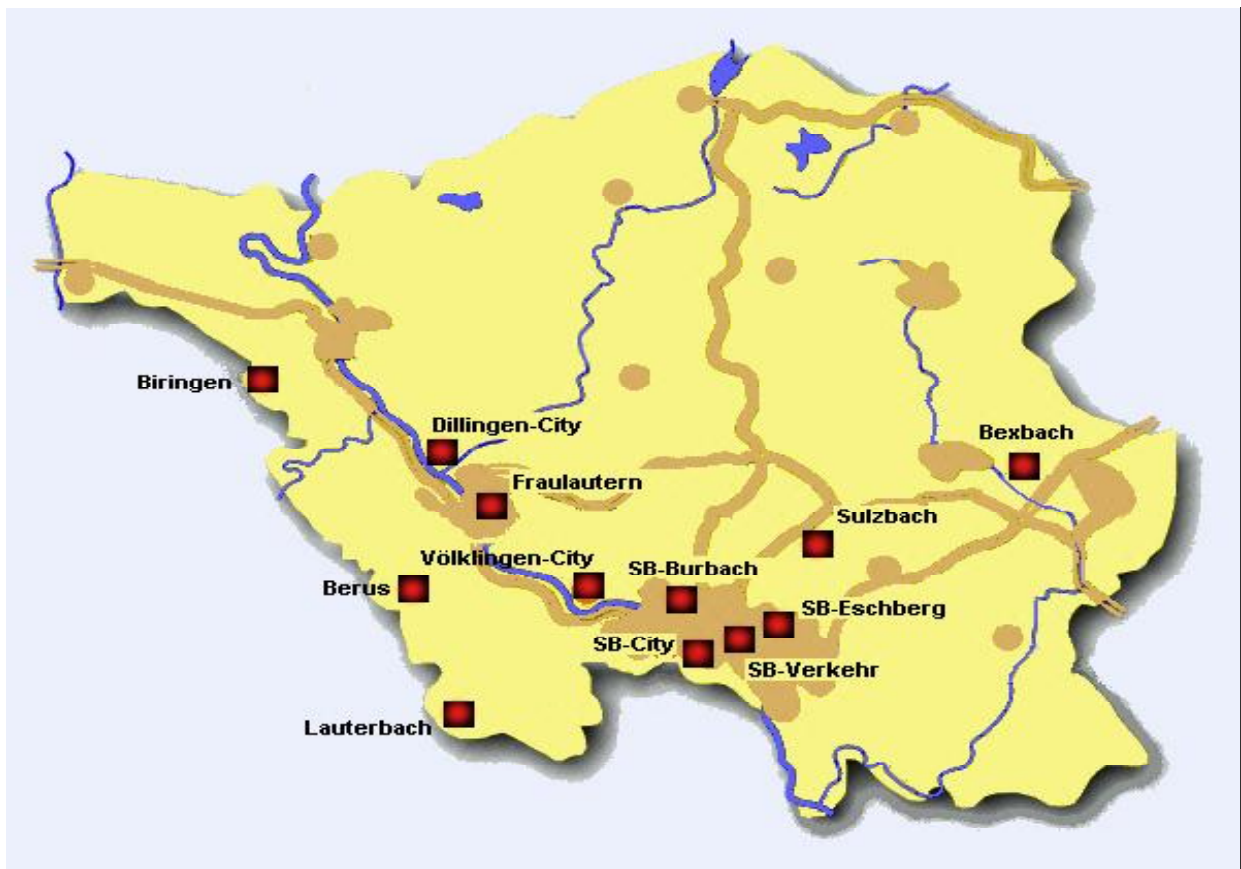 Biringen
Dillingen-City
Bexbach
Fraulautern
Sulzbach
Völklingen-City
SB-Burbach
Berus
SB-Eschberg
SB-City
SB-Verkehr
Lauterbach